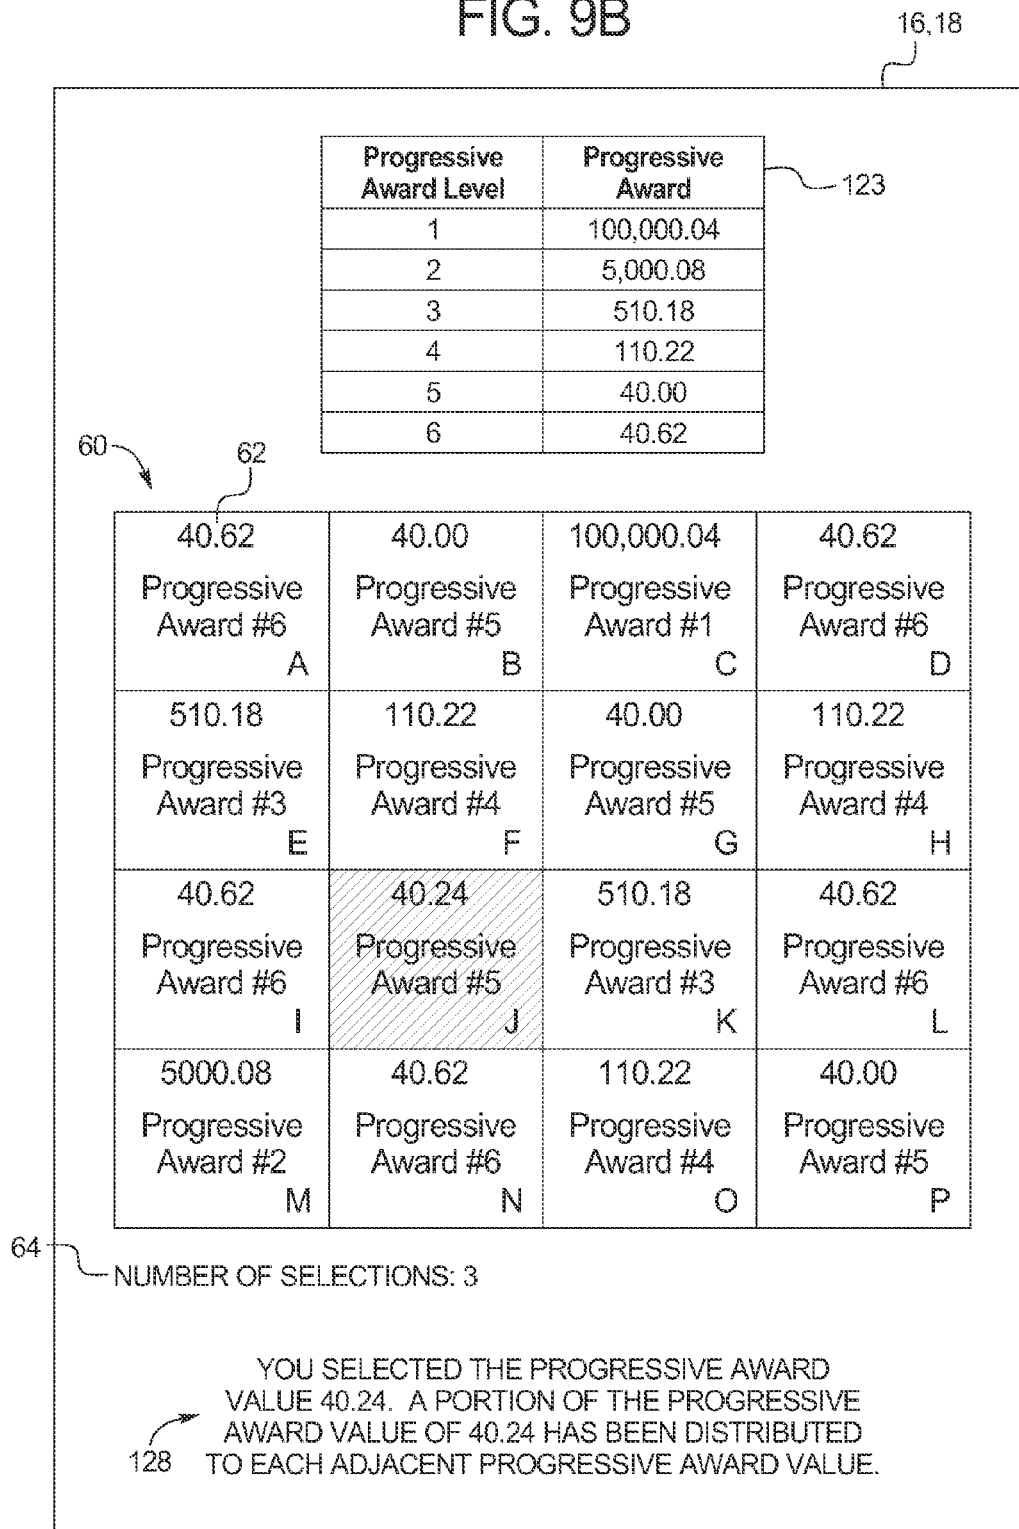 FIG. 9B
16,18
Progressive Award Level Progressive Award
123
1 100,000.04
2 5,000.08
3 510.18
4 110.22
5 40.00
6 40.62
60
62
40.62 40.00 100,000.04 40.62
Progressive Progressive Progressive Progressive
Award #6 Award #5 Award #1 Award #6
A B C D
510.18 110.22 40.00 110.22
Progressive Progressive Progressive Progressive
Award #3 Award #4 Award #5 Award #4
E F G H
40.62 40.24 510.18 40.62
Progressive Progressive Progressive Progressive
Award #6 Award #5 Award #3 Award #6
I J K L
5000.08 40.62 110.22 40.00
Progressive Progressive Progressive Progressive
Award #2 Award #6 Award #4 Award #5
M N O P
64
NUMBER OF SELECTIONS: 3
YOU SELECTED THE PROGRESSIVE AWARD
VALUE 40.24. A PORTION OF THE PROGRESSIVE
AWARD VALUE OF 40.24 HAS BEEN DISTRIBUTED
128 TO EACH ADJACENT PROGRESSIVE AWARD VALUE.